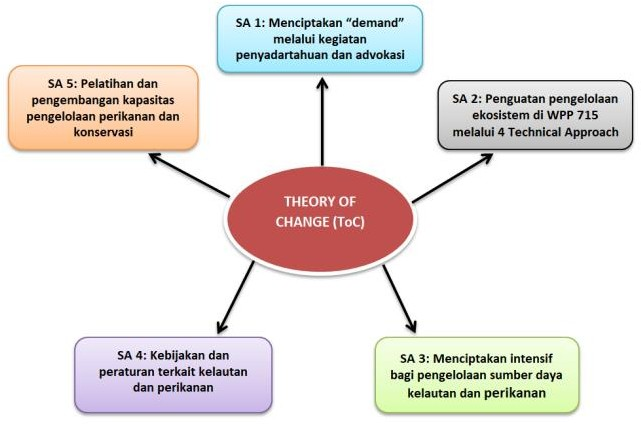 SA 1: Menciptakan “demand”
melalui kegiatan
penyadartahuan dan advokasi
SA 5: Pelatihan dan
pengembangan kapasitas
pengelolaan perikanan dan
konservasi
SA 2: Penguatan pengelolaan
ekosistem di WPP 715
melalui 4 Technical Approach
THEORY OF
CHANGE (ToC)
SA 4: Kebijakan dan
peraturan terkait kelautan
dan perikanan
SA 3: Menciptakan intensif
bagi pengelolaan sumber daya
kelautan dan perikanan